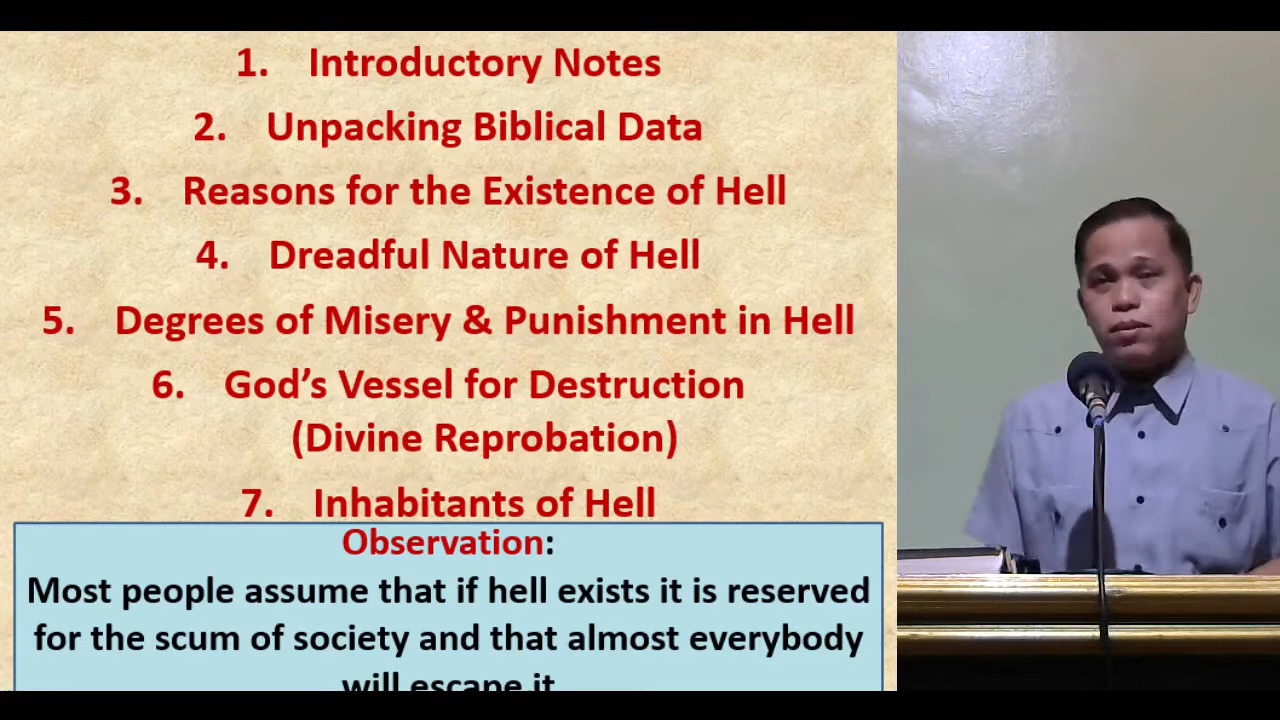 1. Introductory Notes
2. Unpacking Biblical Data
3. Reasons for the Existence of Hell
4. Dreadful Nature of Hell
5. Degrees of Misery & Punishment in Hell
6. God’s Vessel for Destruction
(Divine Reprobation)
7. Inhabitants of Hell
Observation:
Most people assume that if hell exists it is reserved
for the scum of society and that almost everybody
will escape it